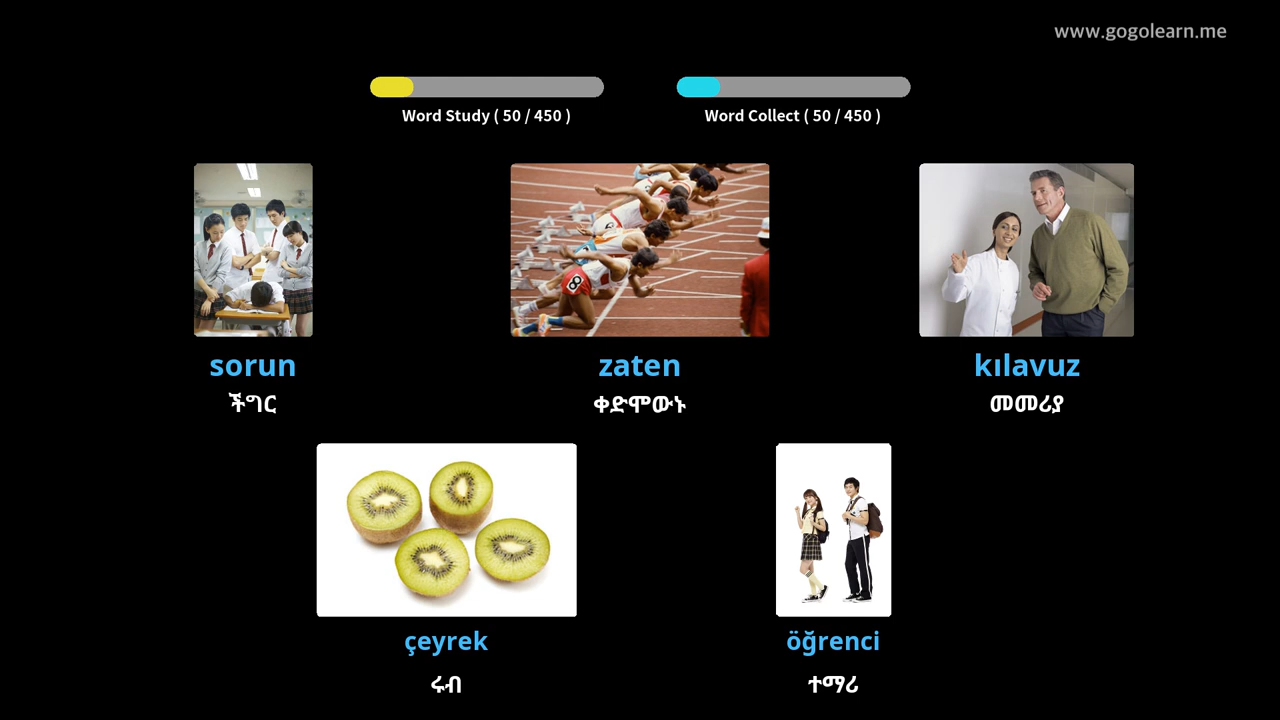 www.gogolearn.me
Word Study ( 50 / 450 )
Word Collect ( 50 / 450 )
sorun
ችግር
zaten
ቀድሞውኑ
kılavuz
መመሪያ
çeyrek
ሩብ
öğrenci
ተማሪ